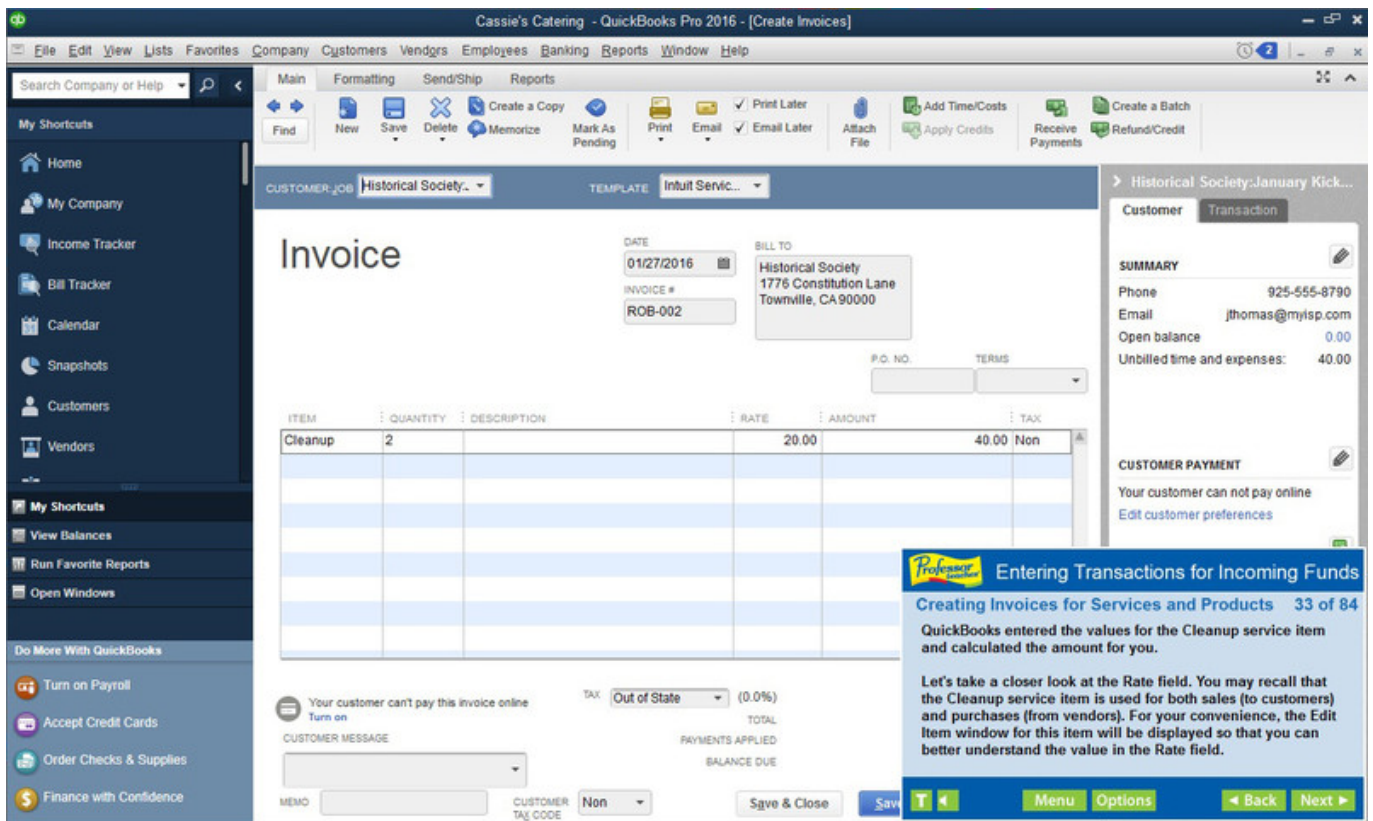 Cassie's Catering - QuickBooks Pro 2016 - [Create Invoices]
File Edit View Lists Favorites Company Customers Vendors Employees Banking Reports Window Help
2
Search Company or Help
My Shortcuts
Home
My Company
Income Tracker
Bill Tracker
Calendar
Snapshots
Customers
Vendors
My Shortcuts
View Balances
Run Favorite Reports
Open Windows
Do More With QuickBooks
Turn on Payroll
Accept Credit Cards
Order Checks & Supplies
Finance with Confidence
Main Formatting Send/Ship Reports
Find
New
Save
Delete
Create a Copy
Memorize
Mark As
Pending
Print
Email
Print Later
Email Later
Attach
File
Add Time/Costs
Apply Credits
Receive
Payments
Create a Batch
Refund/Credit
CUSTOMER:JOB Historical Society:.. TEMPLATE Intuit Servic...
Invoice
DATE
01/27/2016
INVOICE #
ROB-002
BILL TO
Historical Society
1776 Constitution Lane
Townville, CA 90000
P.O. NO. TERMS
ITEM QUANTITY DESCRIPTION RATE AMOUNT TAX
Cleanup 2 20.00 40.00 Non
Your customer can't pay this invoice online
Turn on
TAX Out of State (0.0%)
TOTAL
PAYMENTS APPLIED
BALANCE DUE
CUSTOMER MESSAGE
MEMO
CUSTOMER
TAX CODE
Non
Save & Close
Save
Historical Society:January Kick...
Customer Transaction
SUMMARY
Phone 925-555-8790
Email jthomas@myisp.com
Open balance 0.00
Unbilled time and expenses: 40.00
CUSTOMER PAYMENT
Your customer can not pay online
Edit customer preferences
Professor teaches
Entering Transactions for Incoming Funds
Creating Invoices for Services and Products 33 of 84
QuickBooks entered the values for the Cleanup service item
and calculated the amount for you.
Let's take a closer look at the Rate field. You may recall that
the Cleanup service item is used for both sales (to customers)
and purchases (from vendors). For your convenience, the Edit
Item window for this item will be displayed so that you can
better understand the value in the Rate field.
T Menu Options Back Next